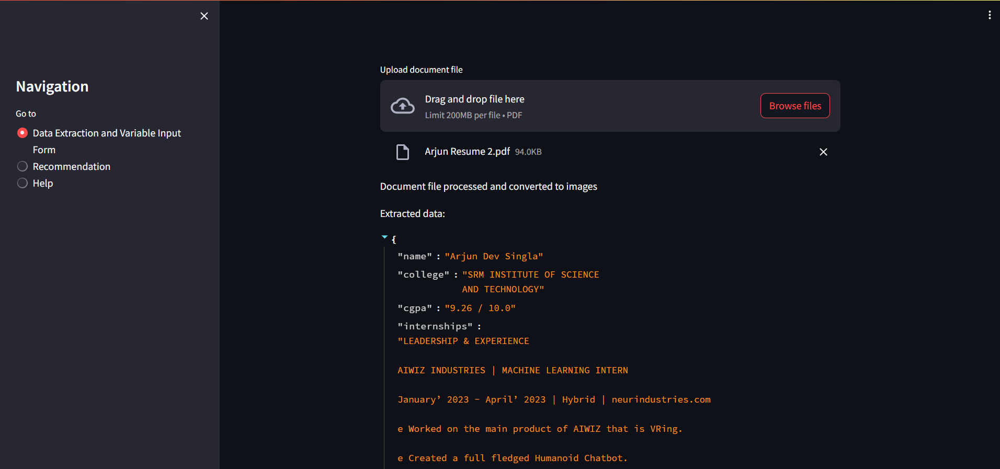 Navigation
Go to
Data Extraction and Variable Input
Form
Recommendation
Help
Upload document file
Drag and drop file here
Limit 200MB per file • PDF
Browse files
Arjun Resume 2.pdf 94.0KB
Document file processed and converted to images
Extracted data:
{
"name" : "Arjun Dev Singla"
"college" : "SRM INSTITUTE OF SCIENCE
AND TECHNOLOGY"
"cgpa" : "9.26 / 10.0"
"internships" :
"LEADERSHIP & EXPERIENCE
AIWIZ INDUSTRIES | MACHINE LEARNING INTERN
January’ 2023 - April’ 2023 | Hybrid | neurindustries.com
e Worked on the main product of AIWIZ that is VRing.
e Created a full fledged Humanoid Chatbot.